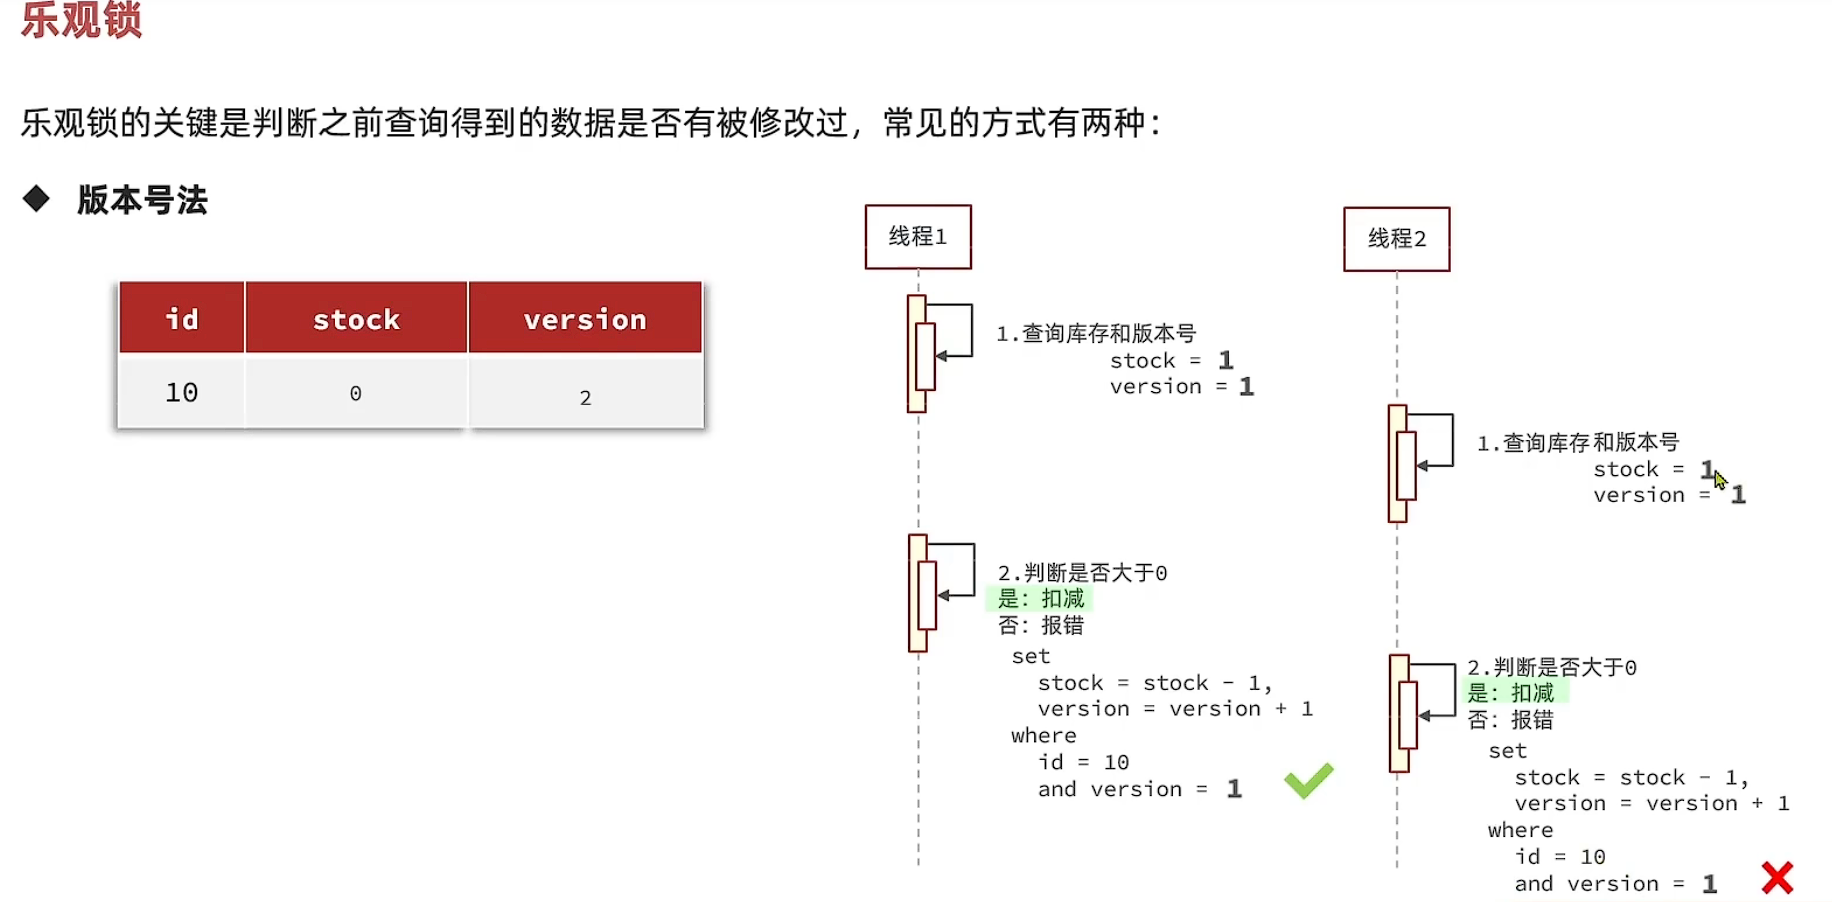 乐观锁
乐观锁的关键是判断之前查询得到的数据是否有被修改过，常见的方式有两种：
版本号法
id stock version
10 0 2
线程1
1.查询库存和版本号
stock = 1
version = 1
2.判断是否大于0
是：扣减
否：报错
set
stock = stock - 1,
version = version + 1
where
id = 10
and version = 1
线程2
1.查询库存和版本号
stock = 1
version = 1
2.判断是否大于0
是：扣减
否：报错
set
stock = stock - 1,
version = version + 1
where
id = 10
and version = 1